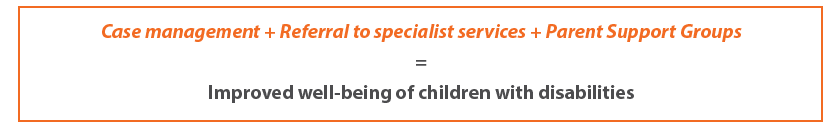 Case management + Referral to specialist services + Parent Support Groups
=
Improved well-being of children with disabilities